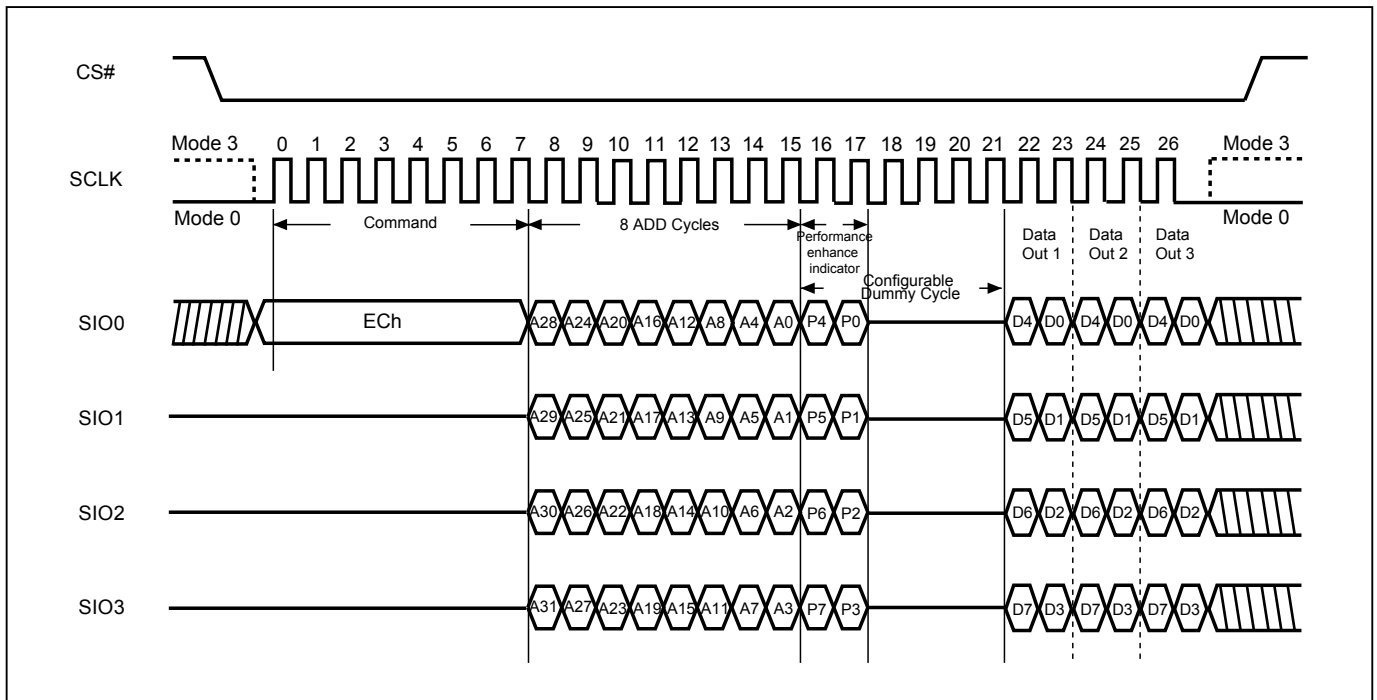 CS#
Mode 3 0 1 2 3 4 5 6 7 8 9 10 11 12 13 14 15 16 17 18 19 20 21 22 23 24 25 26 Mode 3
SCLK
Mode 0 Mode 0
Command 8 ADD Cycles
Performance
enhance
indicator
Data
Out 1
Data
Out 2
Data
Out 3
Configurable
Dummy Cycle
SIO0 ECh A28 A24 A20 A16 A12 A8 A4 A0 P4 P0 D4 D0 D4 D0 D4 D0
SIO1 A29 A25 A21 A17 A13 A9 A5 A1 P5 P1 D5 D1 D5 D1 D5 D1
SIO2 A30 A26 A22 A18 A14 A10 A6 A2 P6 P2 D6 D2 D6 D2 D6 D2
SIO3 A31 A27 A23 A19 A15 A11 A7 A3 P7 P3 D7 D3 D7 D3 D7 D3